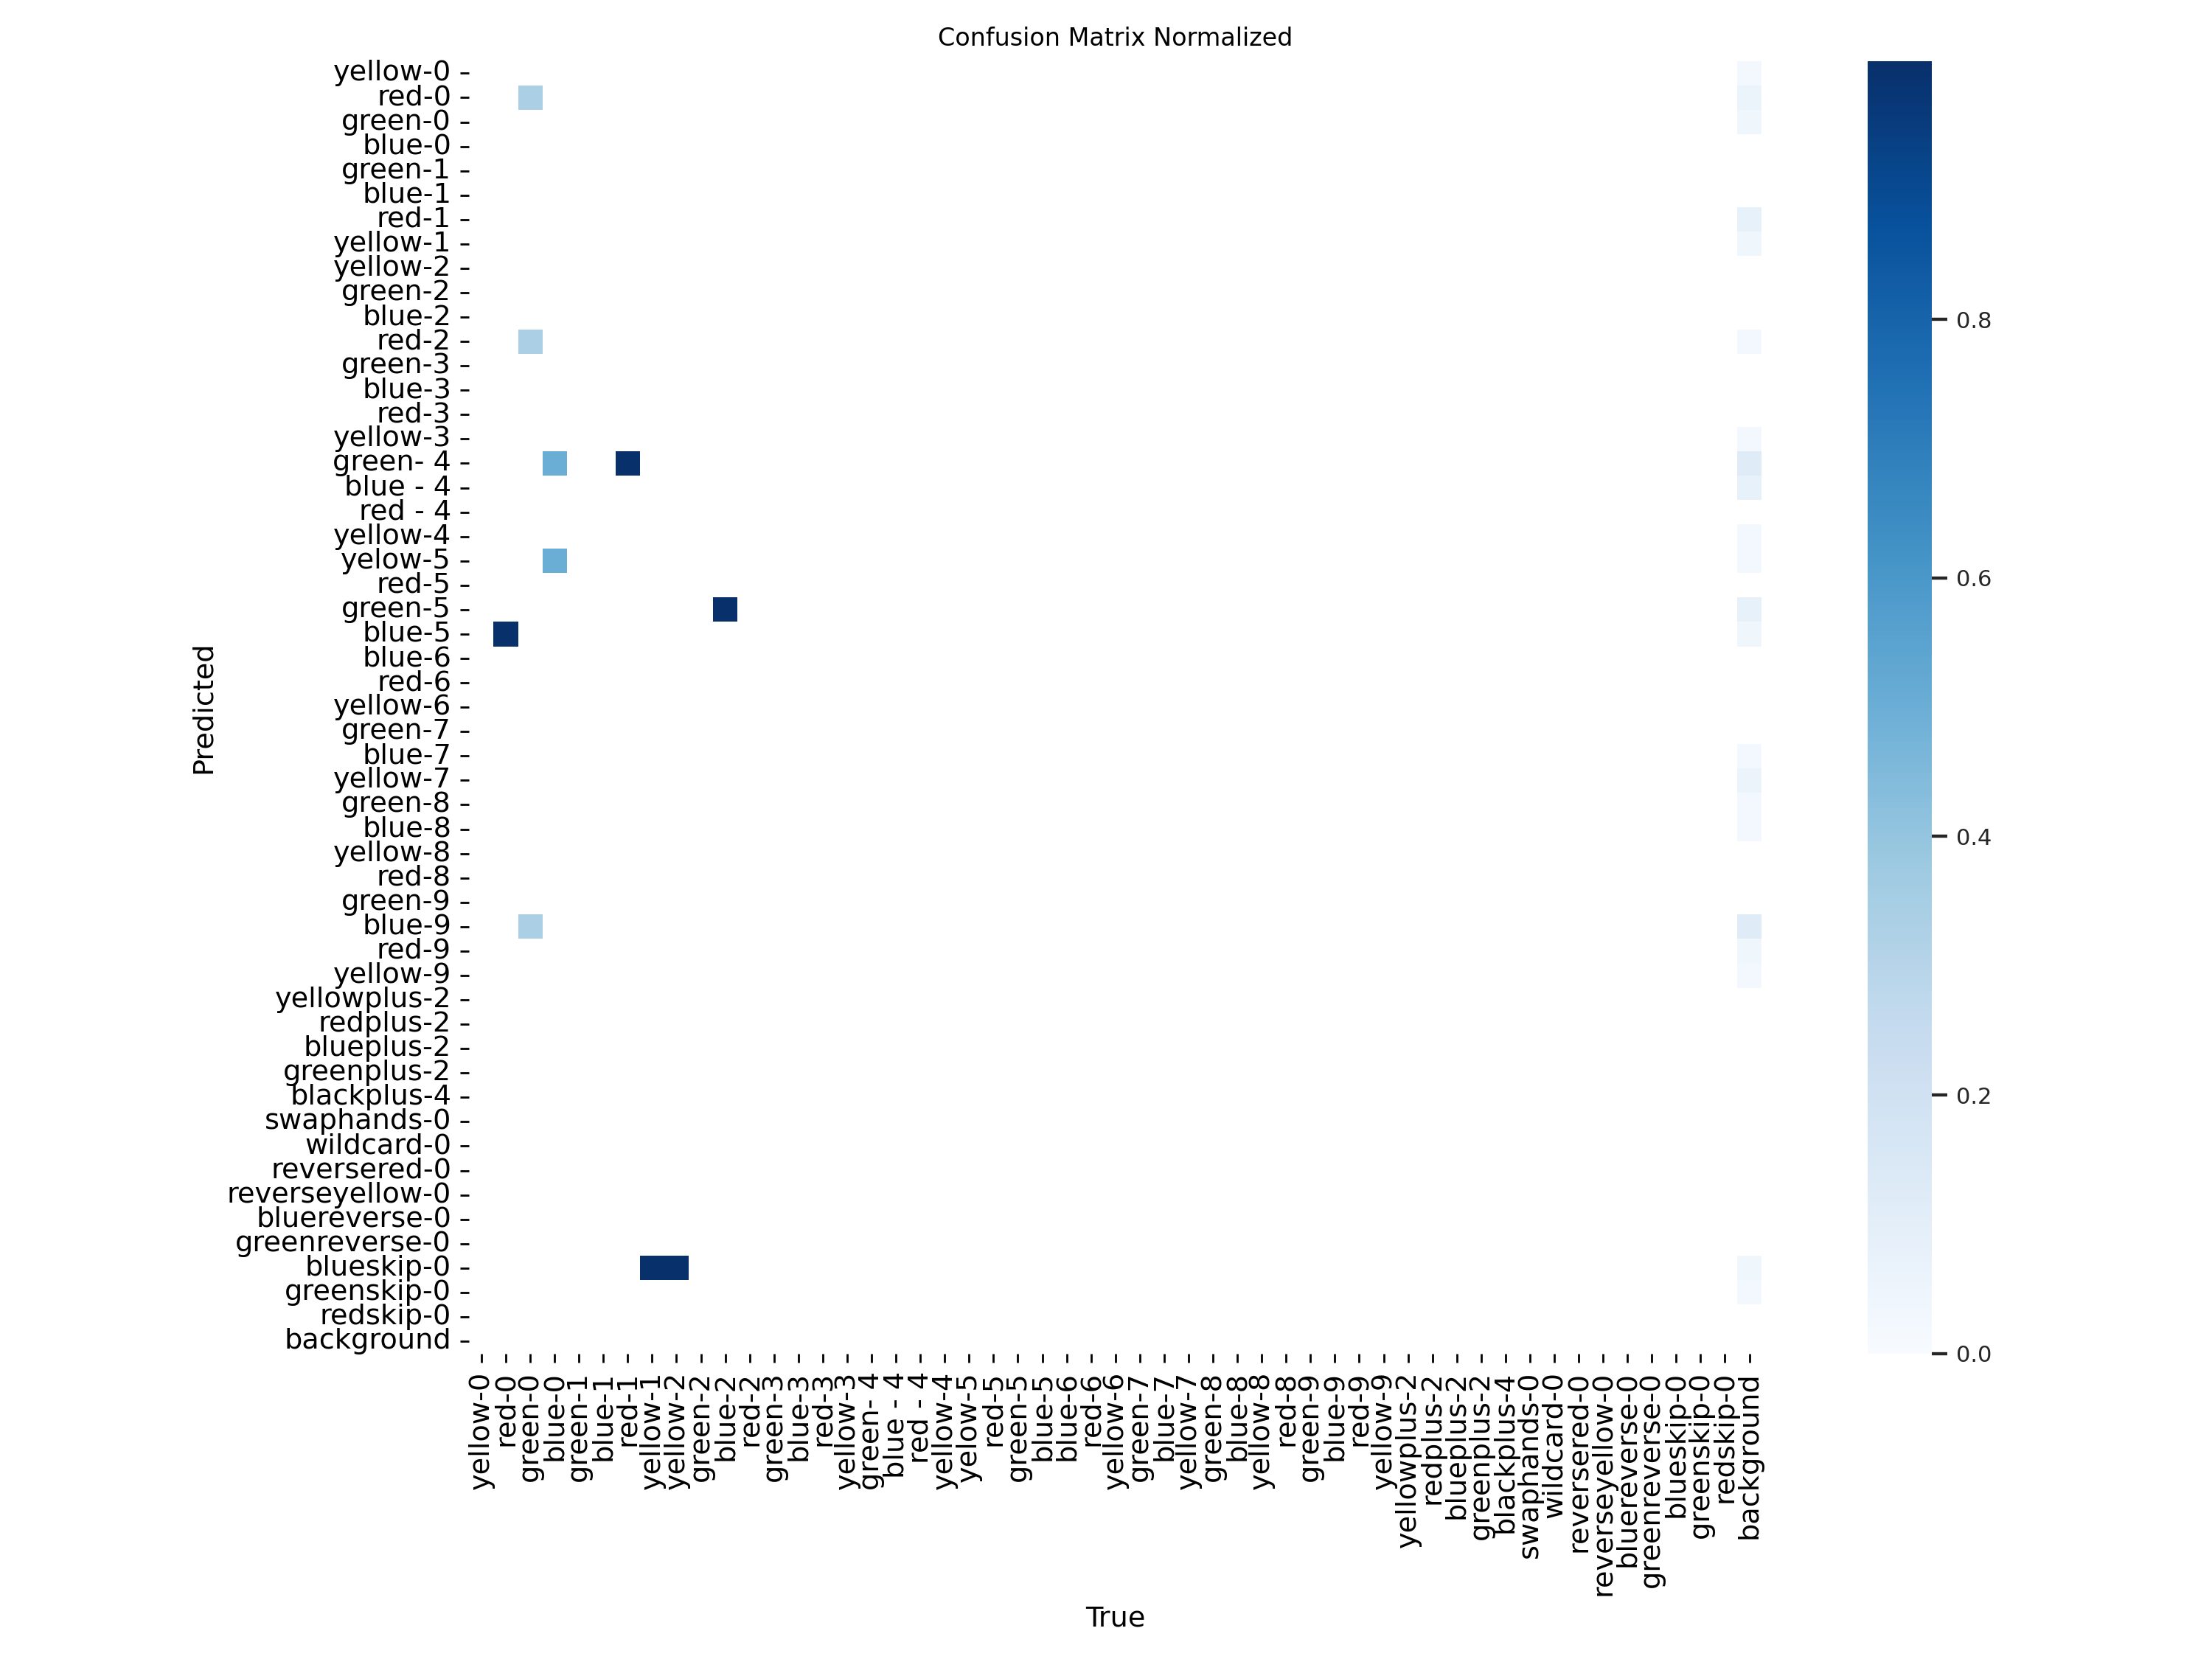 Confusion Matrix Normalized
yellow-0
red-0
green-0
blue-0
green-1
blue-1
red-1
yellow-1
yellow-2
green-2
blue-2
red-2
green-3
blue-3
red-3
yellow-3
green- 4
blue - 4
red - 4
yellow-4
yelow-5
red-5
green-5
blue-5
blue-6
red-6
yellow-6
green-7
blue-7
yellow-7
green-8
blue-8
yellow-8
red-8
green-9
blue-9
red-9
yellow-9
yellowplus-2
redplus-2
blueplus-2
greenplus-2
blackplus-4
swaphands-0
wildcard-0
reversered-0
reverseyellow-0
bluereverse-0
greenreverse-0
blueskip-0
greenskip-0
redskip-0
background
Predicted
yellow-0
red-0
green-0
blue-0
green-1
blue-1
red-1
yellow-1
yellow-2
green-2
blue-2
red-2
green-3
blue-3
red-3
yellow-3
green- 4
blue - 4
red - 4
yellow-4
yelow-5
red-5
green-5
blue-5
blue-6
red-6
yellow-6
green-7
blue-7
yellow-7
green-8
blue-8
yellow-8
red-8
green-9
blue-9
red-9
yellow-9
yellowplus-2
redplus-2
blueplus-2
greenplus-2
blackplus-4
swaphands-0
wildcard-0
reversered-0
reverseyellow-0
bluereverse-0
greenreverse-0
blueskip-0
greenskip-0
redskip-0
background
True
0.8
0.6
0.4
0.2
0.0